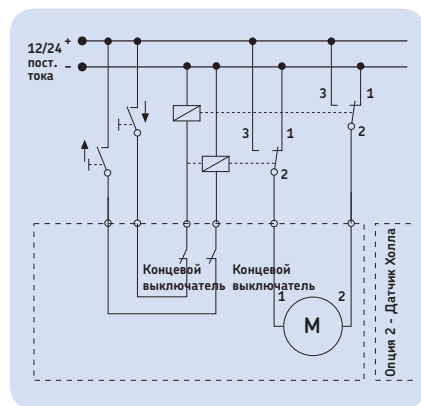 12/24
пост.
тока
+
−
3
1
2
3
1
2
Концевой
выключатель
Концевой
выключатель
1
2
M
Опция 2 - Датчик Холла